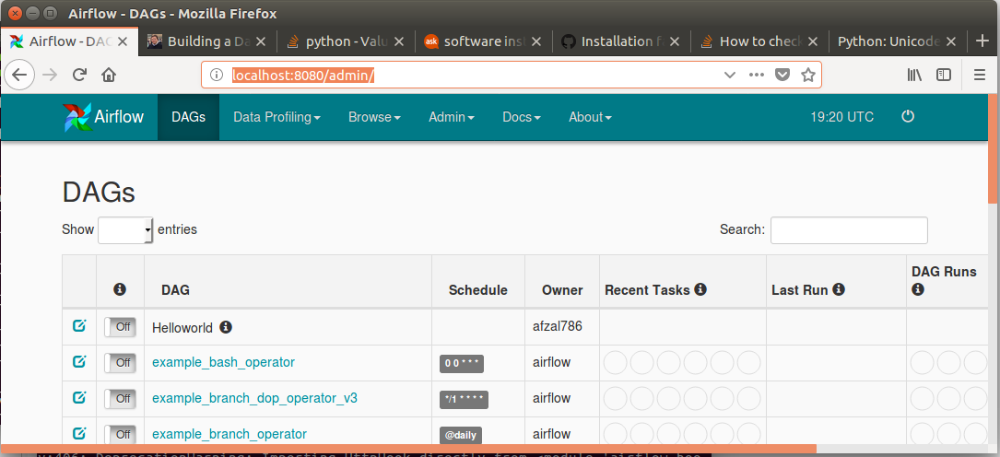 Airflow - DAGs - Mozilla Firefox
Airflow - DAG Building a Da python - Valu ask software ins Installation f How to chec Python: Unicode
localhost:8080/admin/
Airflow DAGs Data Profiling Browse Admin Docs About 19:20 UTC
DAGs
Show entries Search:
DAG Schedule Owner Recent Tasks Last Run DAG Runs
Off Helloworld afzal786
Off example_bash_operator 0 0 * * * airflow
Off example_branch_dop_operator_v3 */1 * * * * airflow
Off example_branch_operator @daily airflow